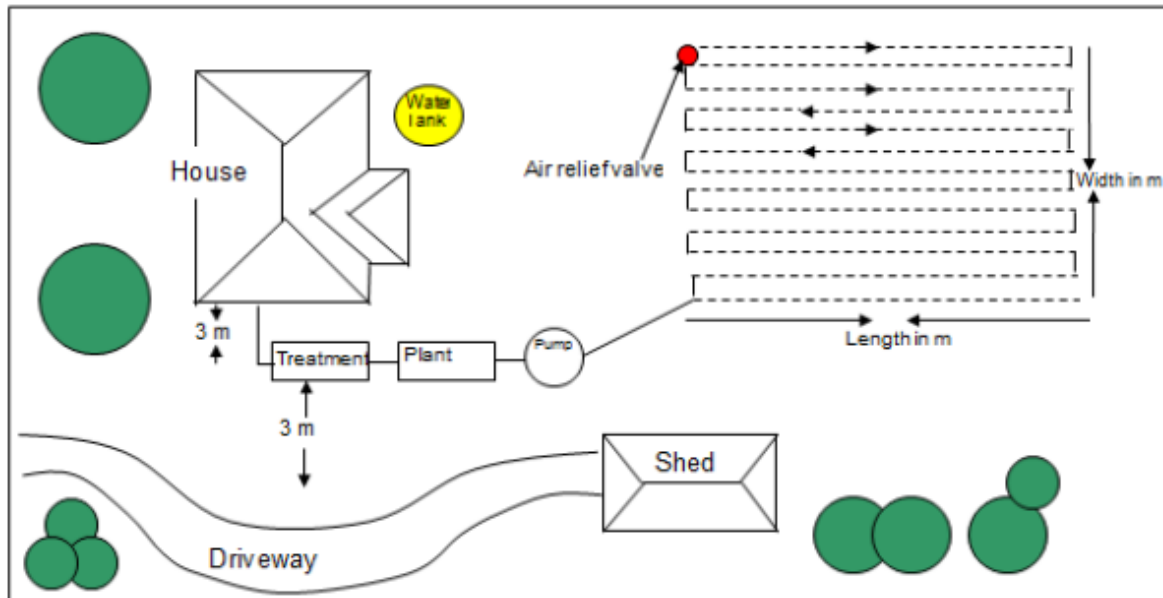 Water
Tank
House
Air relief valve
Width in m
3 m
Treatment
Plant
Pump
Length in m
3 m
Shed
Driveway